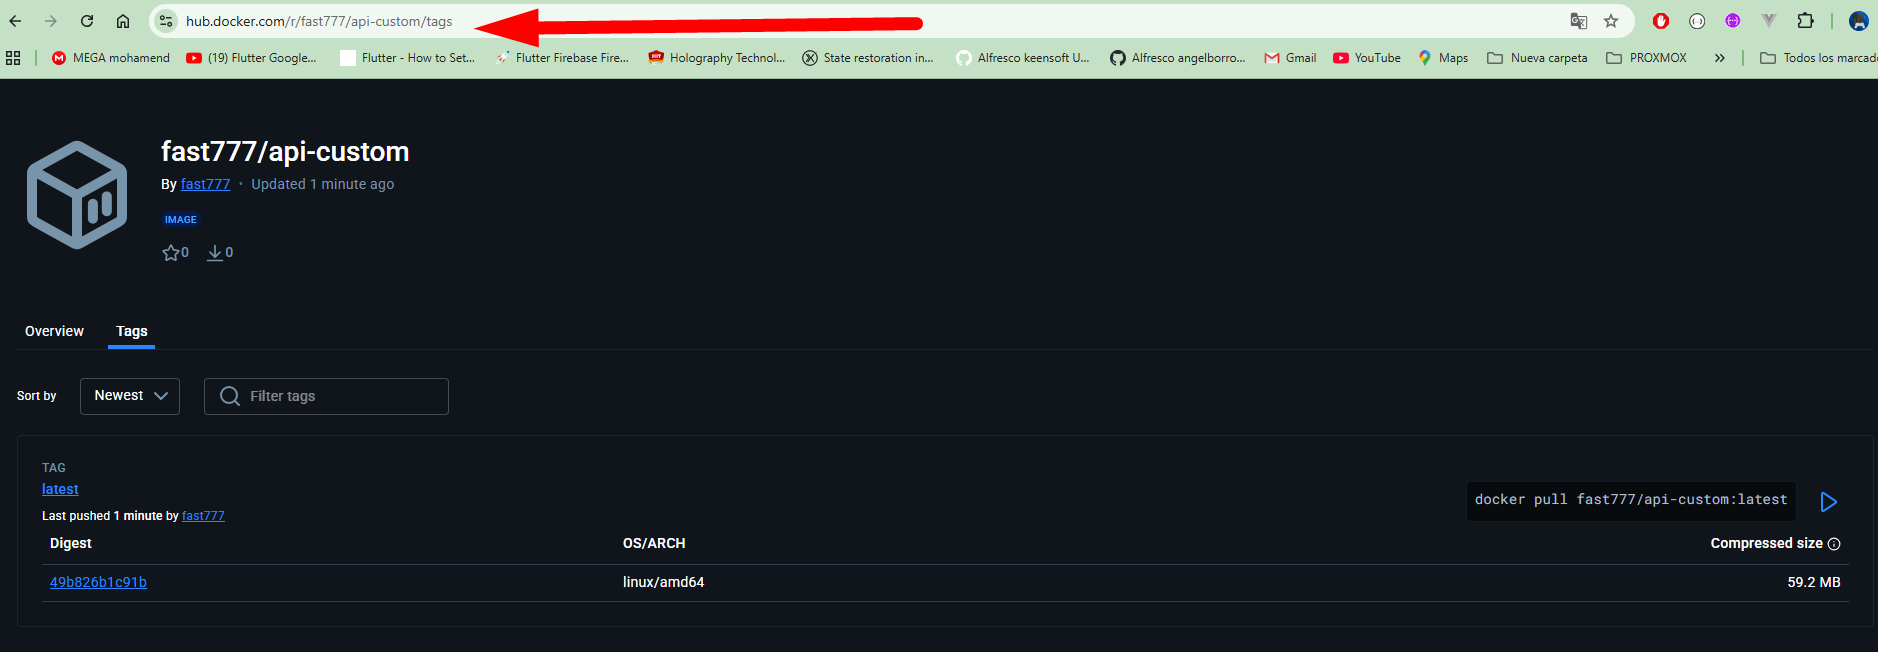 hub.docker.com/r/fast777/api-custom/tags
MEGA mohamend (19) Flutter Google... Flutter - How to Set... Flutter Firebase Fire... Holography Technol... State restoration in... Alfresco keensoft U... Alfresco angelborro... Gmail YouTube Maps Nueva carpeta PROXMOX » Todos los marcad
fast777/api-custom
By fast777 • Updated 1 minute ago
IMAGE
0 0
Overview Tags
Sort by Newest Filter tags
TAG
latest
docker pull fast777/api-custom:latest
Last pushed 1 minute by fast777
Digest OS/ARCH Compressed size
49b826b1c91b linux/amd64 59.2 MB